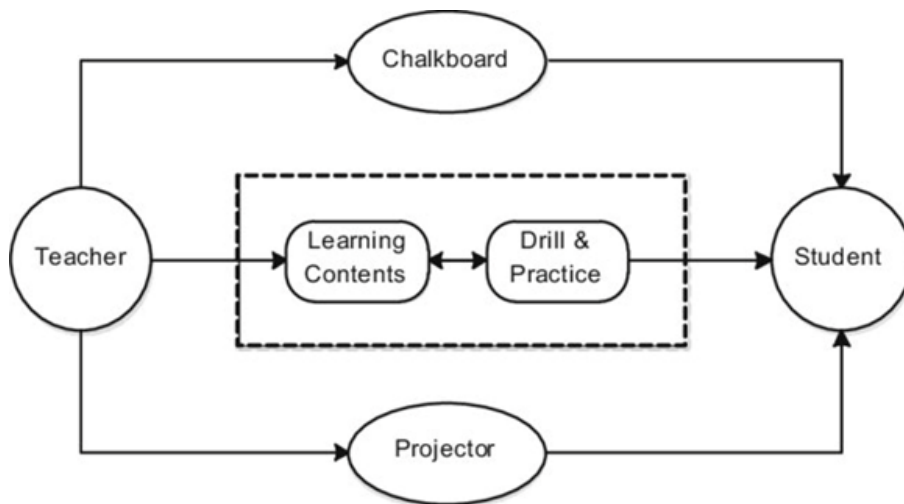 Chalkboard
Teacher
Learning
Contents
Drill &
Practice
Student
Projector